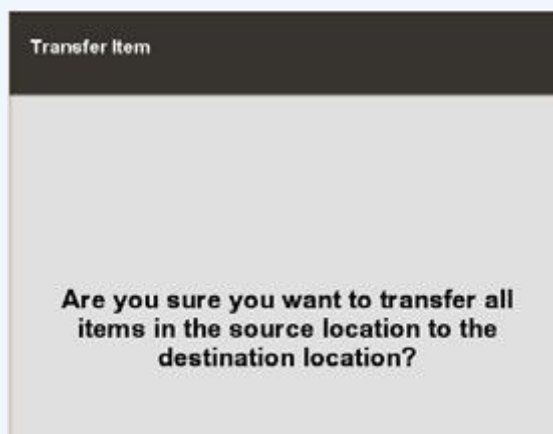 Transfer Item
Are you sure you want to transfer all
items in the source location to the
destination location?